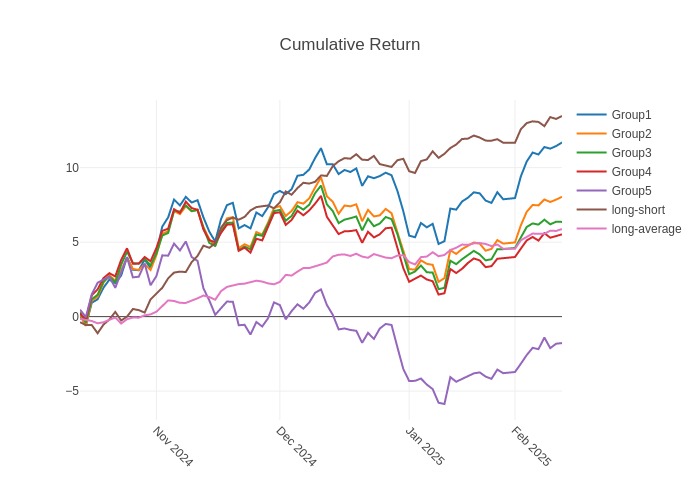 Cumulative Return
10
5
0
−5
Nov 2024
Dec 2024
Jan 2025
Feb 2025
Group1
Group2
Group3
Group4
Group5
long-short
long-average